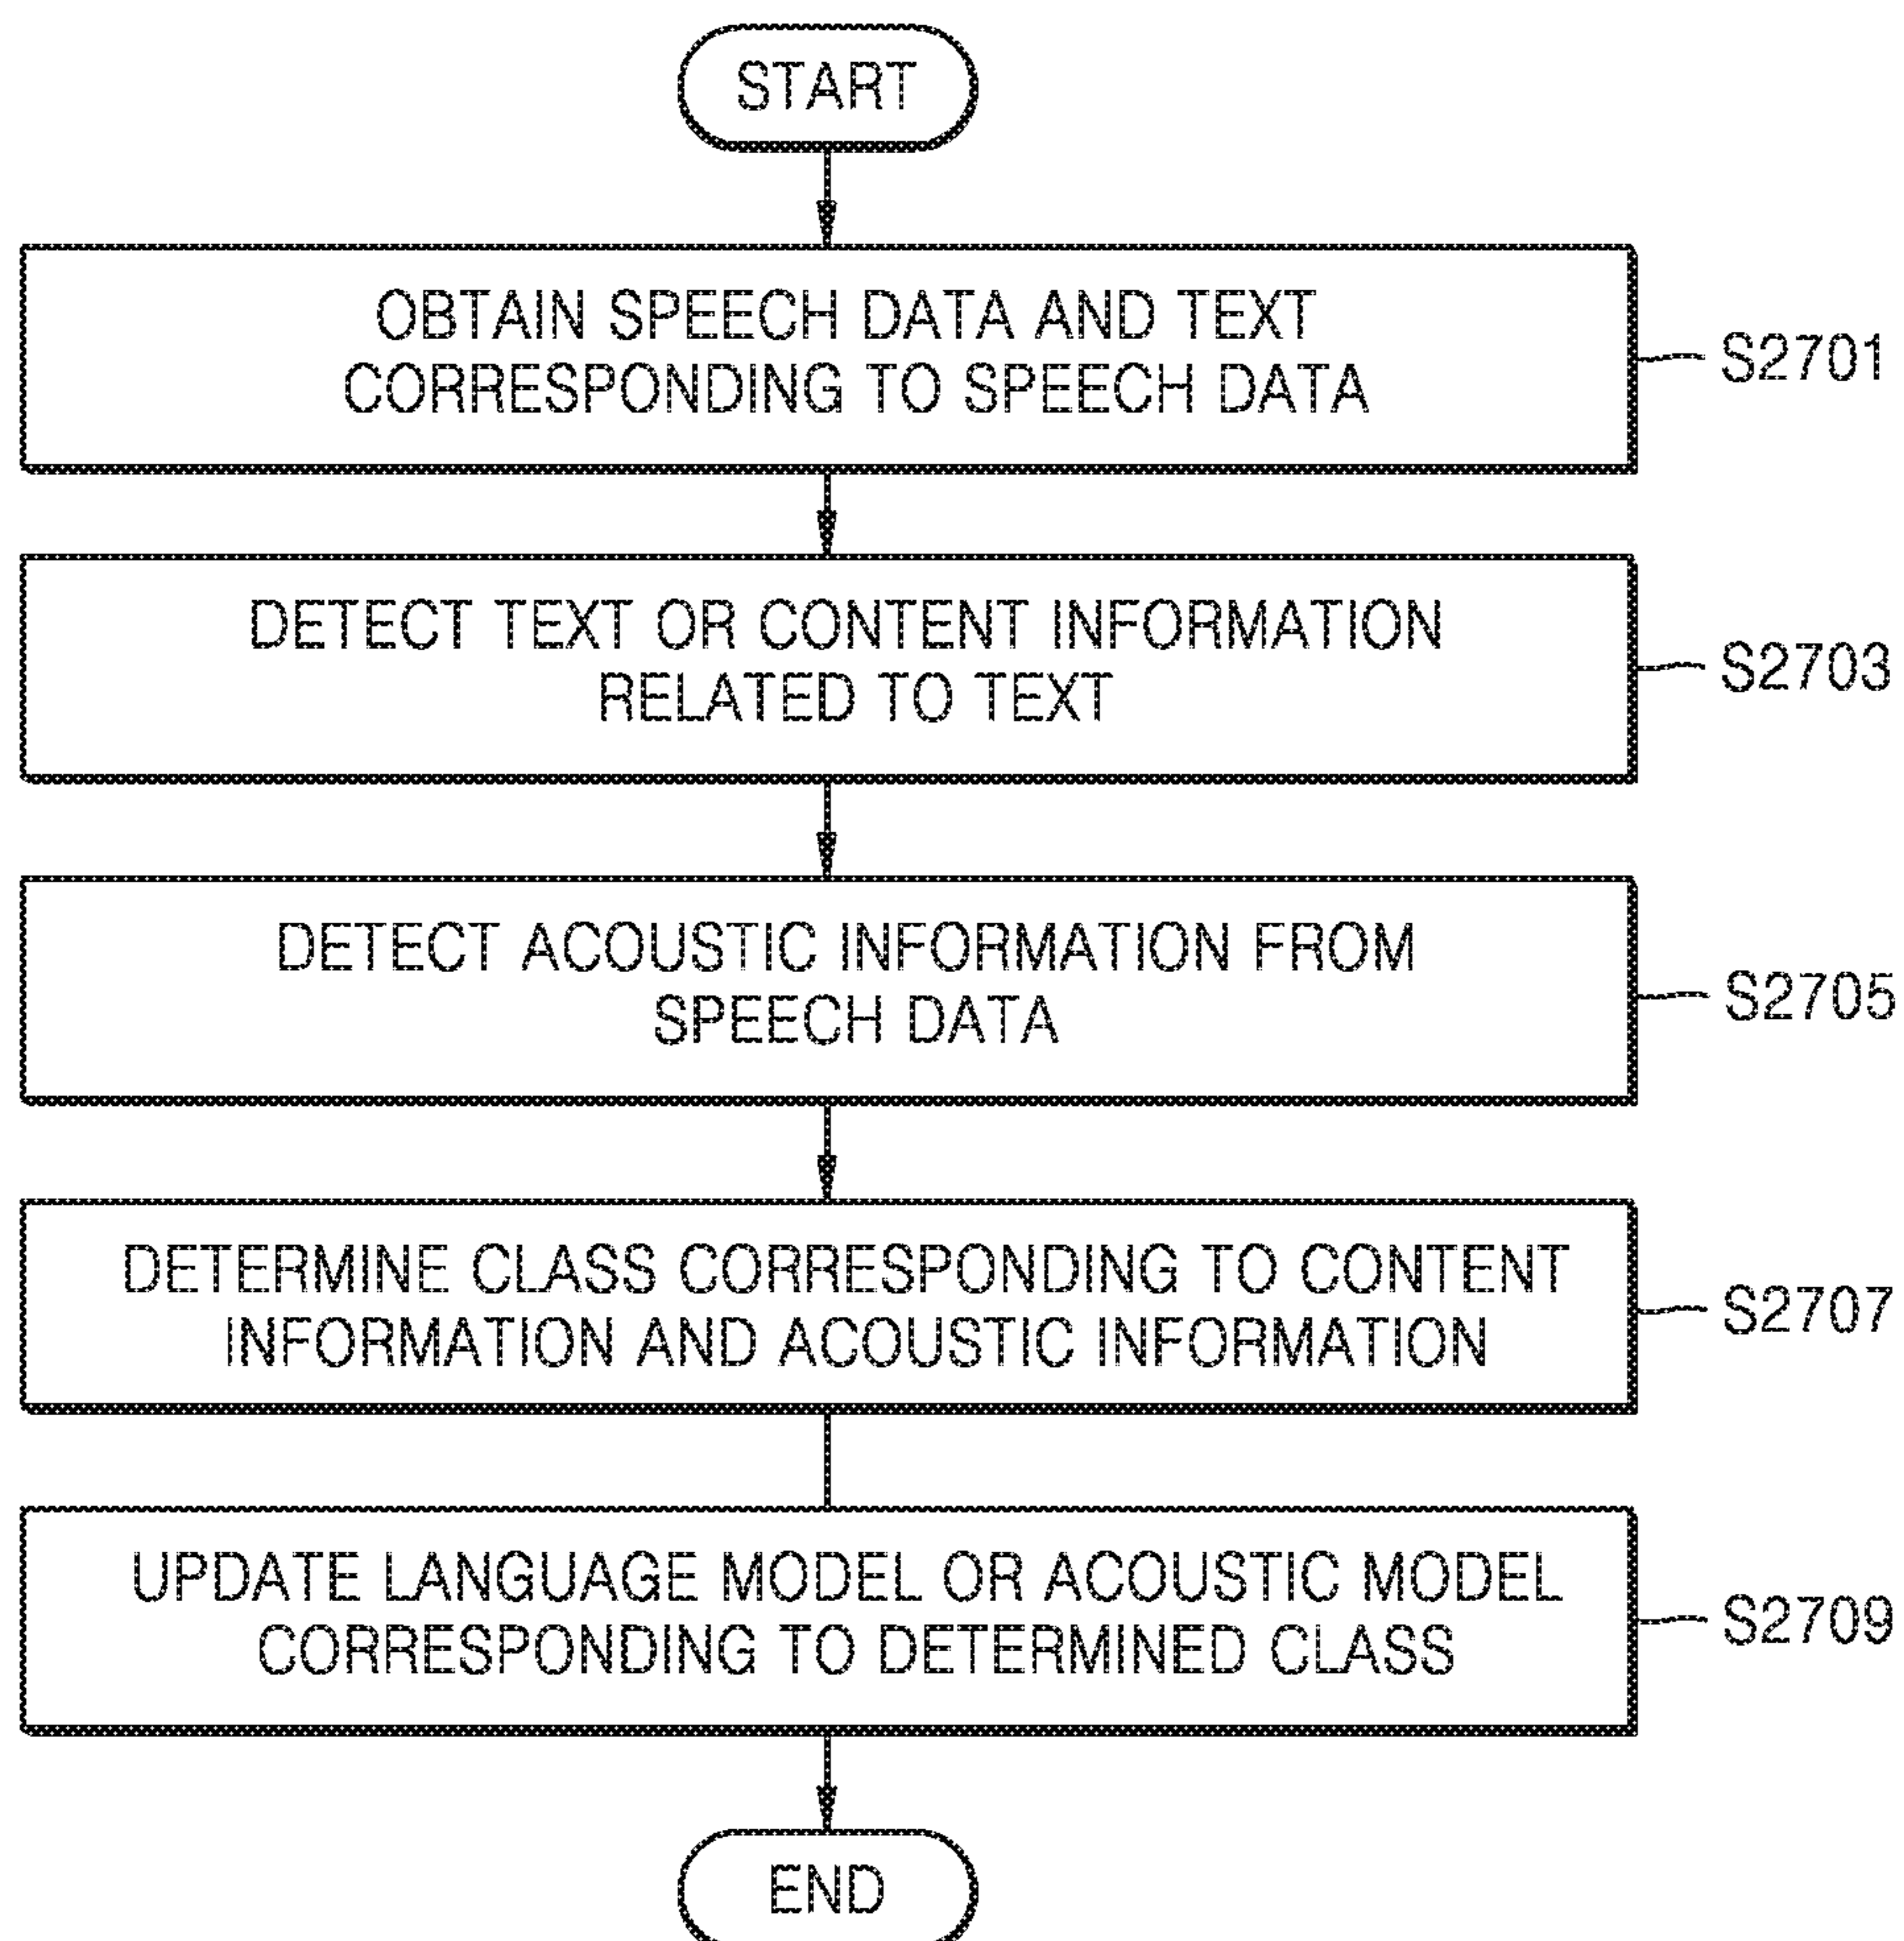 START
OBTAIN SPEECH DATA AND TEXT
CORRESPONDING TO SPEECH DATA
S2701
DETECT TEXT OR CONTENT INFORMATION
RELATED TO TEXT
S2703
DETECT ACOUSTIC INFORMATION FROM
SPEECH DATA
S2705
DETERMINE CLASS CORRESPONDING TO CONTENT
INFORMATION AND ACOUSTIC INFORMATION
S2707
UPDATE LANGUAGE MODEL OR ACOUSTIC MODEL
CORRESPONDING TO DETERMINED CLASS
S2709
END